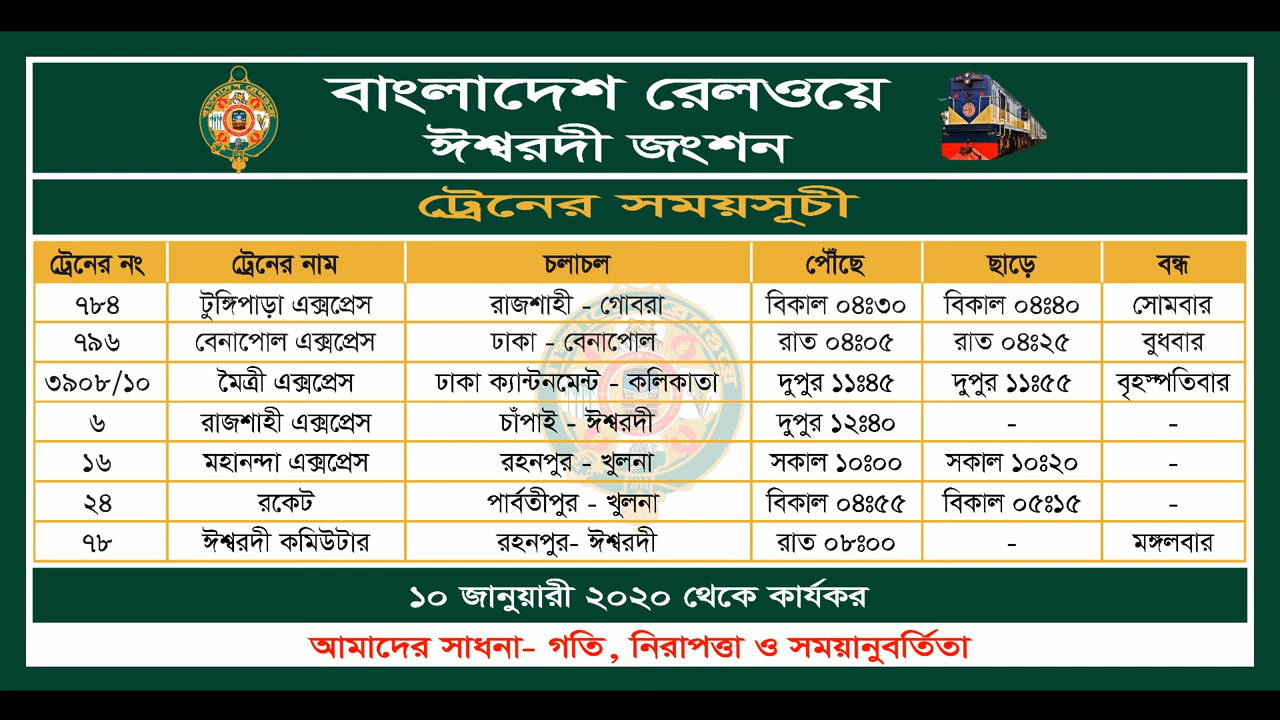 বাংলাদেশ রেলওয়ে
ঈশ্বরদী জংশন
ট্রেনের সময়সূচী
ট্রেনের নং ট্রেনের নাম চলাচল পৌঁছে ছাড়ে বন্ধ
৭৮৪ টুঙ্গিপাড়া এক্সপ্রেস রাজশাহী - গোবরা বিকাল ০৪ঃ৩০ বিকাল ০৪ঃ৪০ সোমবার
৭৯৬ বেনাপোল এক্সপ্রেস ঢাকা - বেনাপোল রাত ০৪ঃ০৫ রাত ০৪ঃ২৫ বুধবার
৩৯০৮/১০ মৈত্রী এক্সপ্রেস ঢাকা ক্যান্টনমেন্ট - কলিকাতা দুপুর ১১ঃ৪৫ দুপুর ১১ঃ৫৫ বৃহস্পতিবার
৬ রাজশাহী এক্সপ্রেস চাঁপাই - ঈশ্বরদী দুপুর ১২ঃ৪০ - -
১৬ মহানন্দা এক্সপ্রেস রহনপুর - খুলনা সকাল ১০ঃ০০ সকাল ১০ঃ২০ -
২৪ রকেট পার্বতীপুর - খুলনা বিকাল ০৪ঃ৫৫ বিকাল ০৫ঃ১৫ -
৭৮ ঈশ্বরদী কমিউটার রহনপুর- ঈশ্বরদী রাত ০৮ঃ০০ - মঙ্গলবার
১০ জানুয়ারী ২০২০ থেকে কার্যকর
আমাদের সাধনা- গতি, নিরাপত্তা ও সময়ানুবর্তিতা